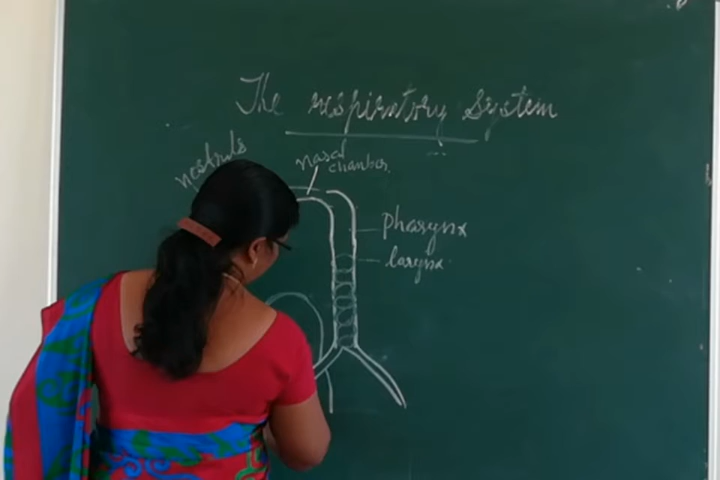 The respiratory System
nostrils
nasal
chamber.
pharynx
larynx.